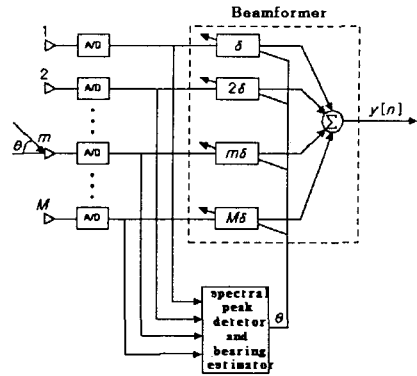 Beamformer
1
A/D
δ
2
A/D
2δ
Σ
y[n]
θ
m
A/D
mδ
M
A/D
Mδ
spectral
peak
detetor
and
bearing
estimator
θ